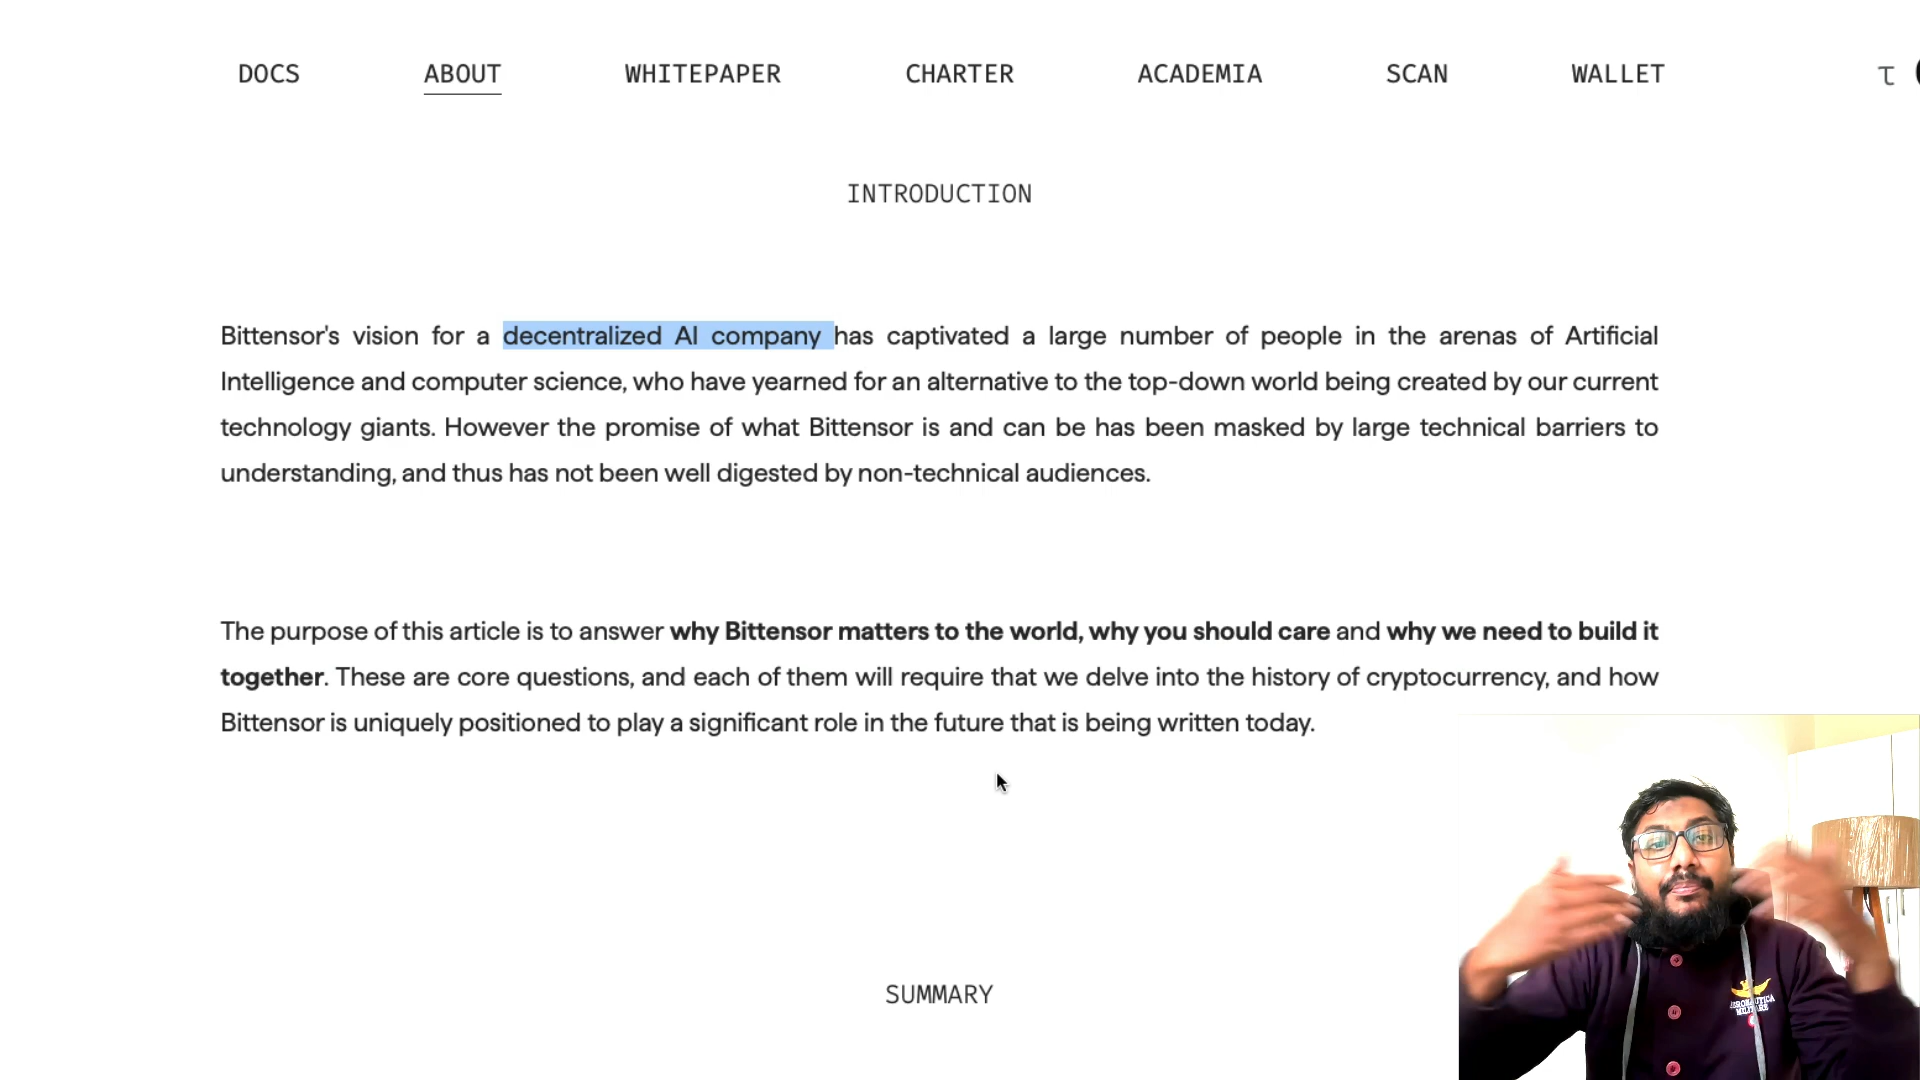 DOCS ABOUT WHITEPAPER CHARTER ACADEMIA SCAN WALLET τ
INTRODUCTION
Bittensor's vision for a decentralized AI company has captivated a large number of people in the arenas of Artificial
Intelligence and computer science, who have yearned for an alternative to the top-down world being created by our current
technology giants. However the promise of what Bittensor is and can be has been masked by large technical barriers to
understanding, and thus has not been well digested by non-technical audiences.
The purpose of this article is to answer why Bittensor matters to the world, why you should care and why we need to build it
together. These are core questions, and each of them will require that we delve into the history of cryptocurrency, and how
Bittensor is uniquely positioned to play a significant role in the future that is being written today.
SUMMARY